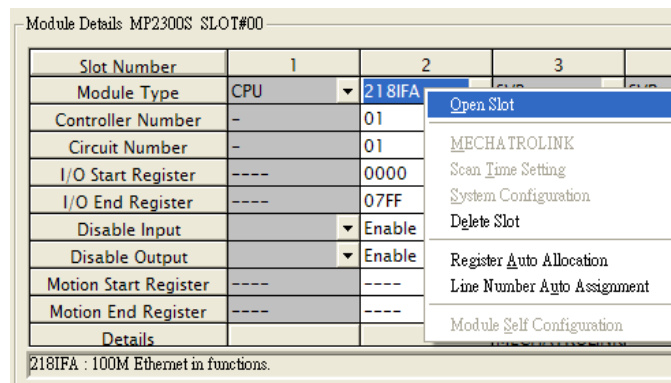 Module Details MP2300S SLOT#00
Slot Number 1 2 3
Module Type CPU 218IFA
Controller Number - 01
Circuit Number - 01
I/O Start Register ---- 0000
I/O End Register ---- 07FF
Disable Input Enable
Disable Output Enable
Motion Start Register ---- ----
Motion End Register ---- ----
Details
Open Slot
MECHATROLINK
Scan Time Setting
System Configuration
Delete Slot
Register Auto Allocation
Line Number Auto Assignment
Module Self Configuration
218IFA : 100M Ethernet in functions.